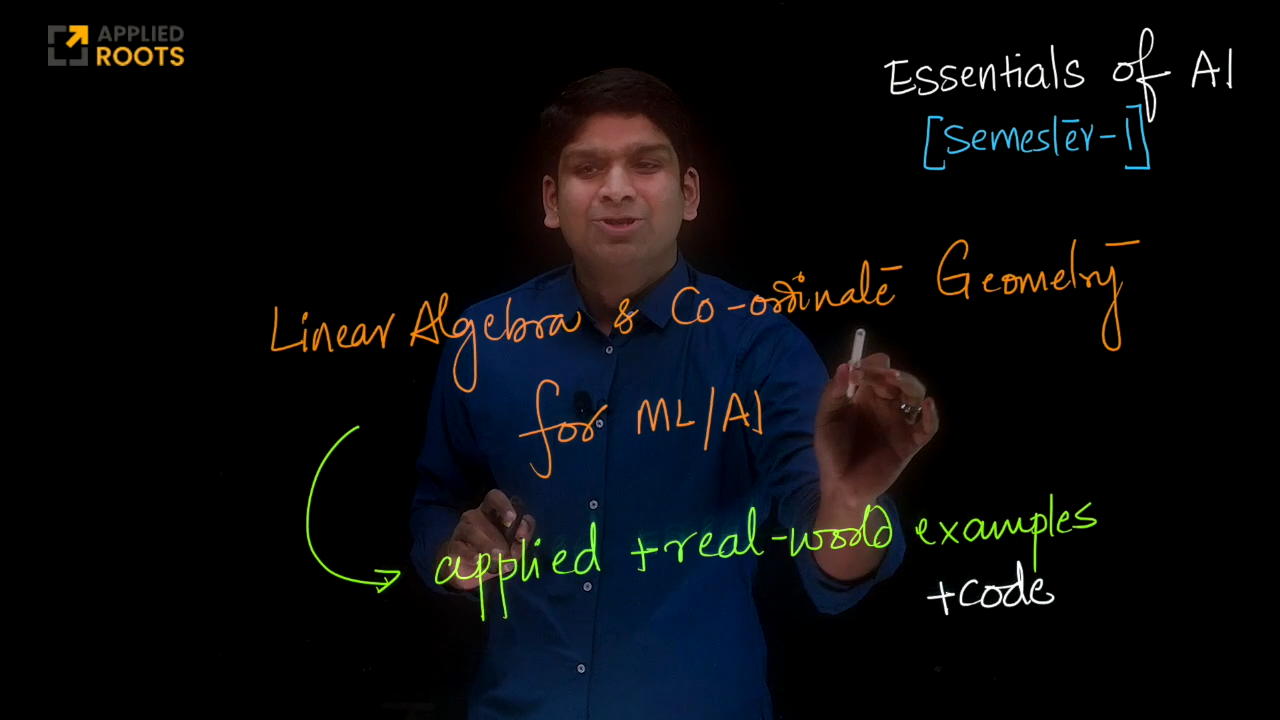 APPLIED
ROOTS
Essentials of AI
[Semester-1]
Linear Algebra & Co-ordinate Geometry
for ML/AI
applied + real-world examples
+code